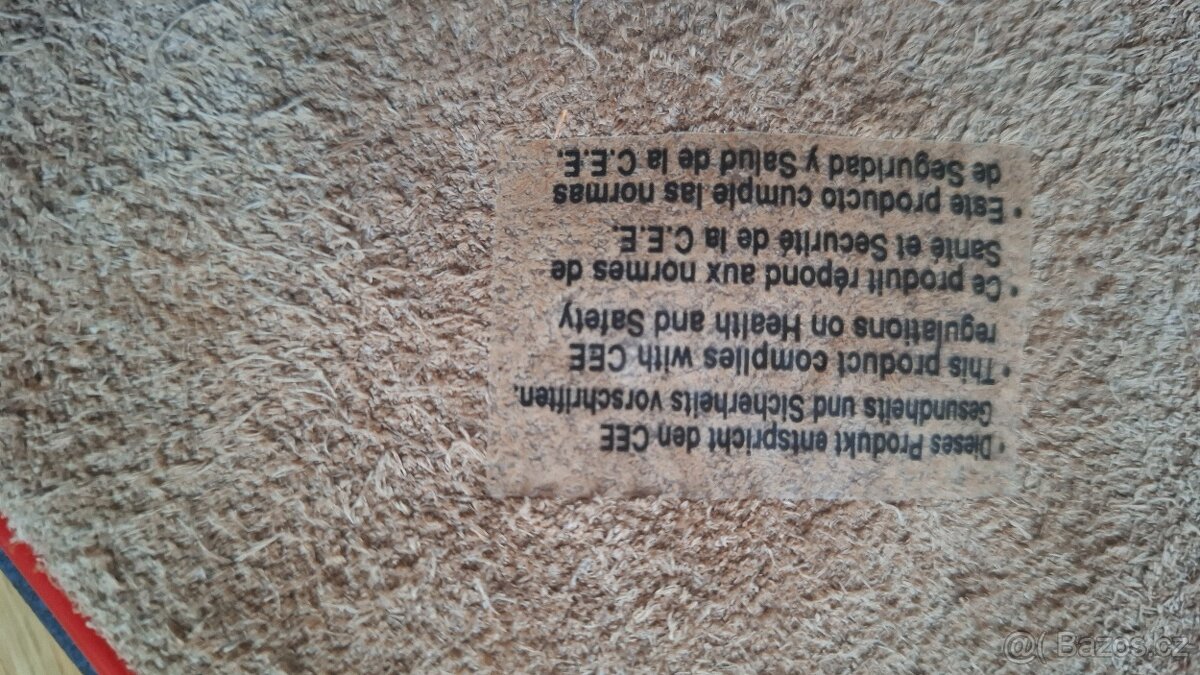 • Dieses Produkt entspricht den CEE
Gesundheits und Sicherheits vorschriften.
• This product complies with CEE
regulations on Health and Safety
• Ce produit répond aux normes de
Santé et Securité de la C.E.E.
• Este producto cumple las normas
de Seguridad y Salud de la C.E.E.
@( Bazos.cz